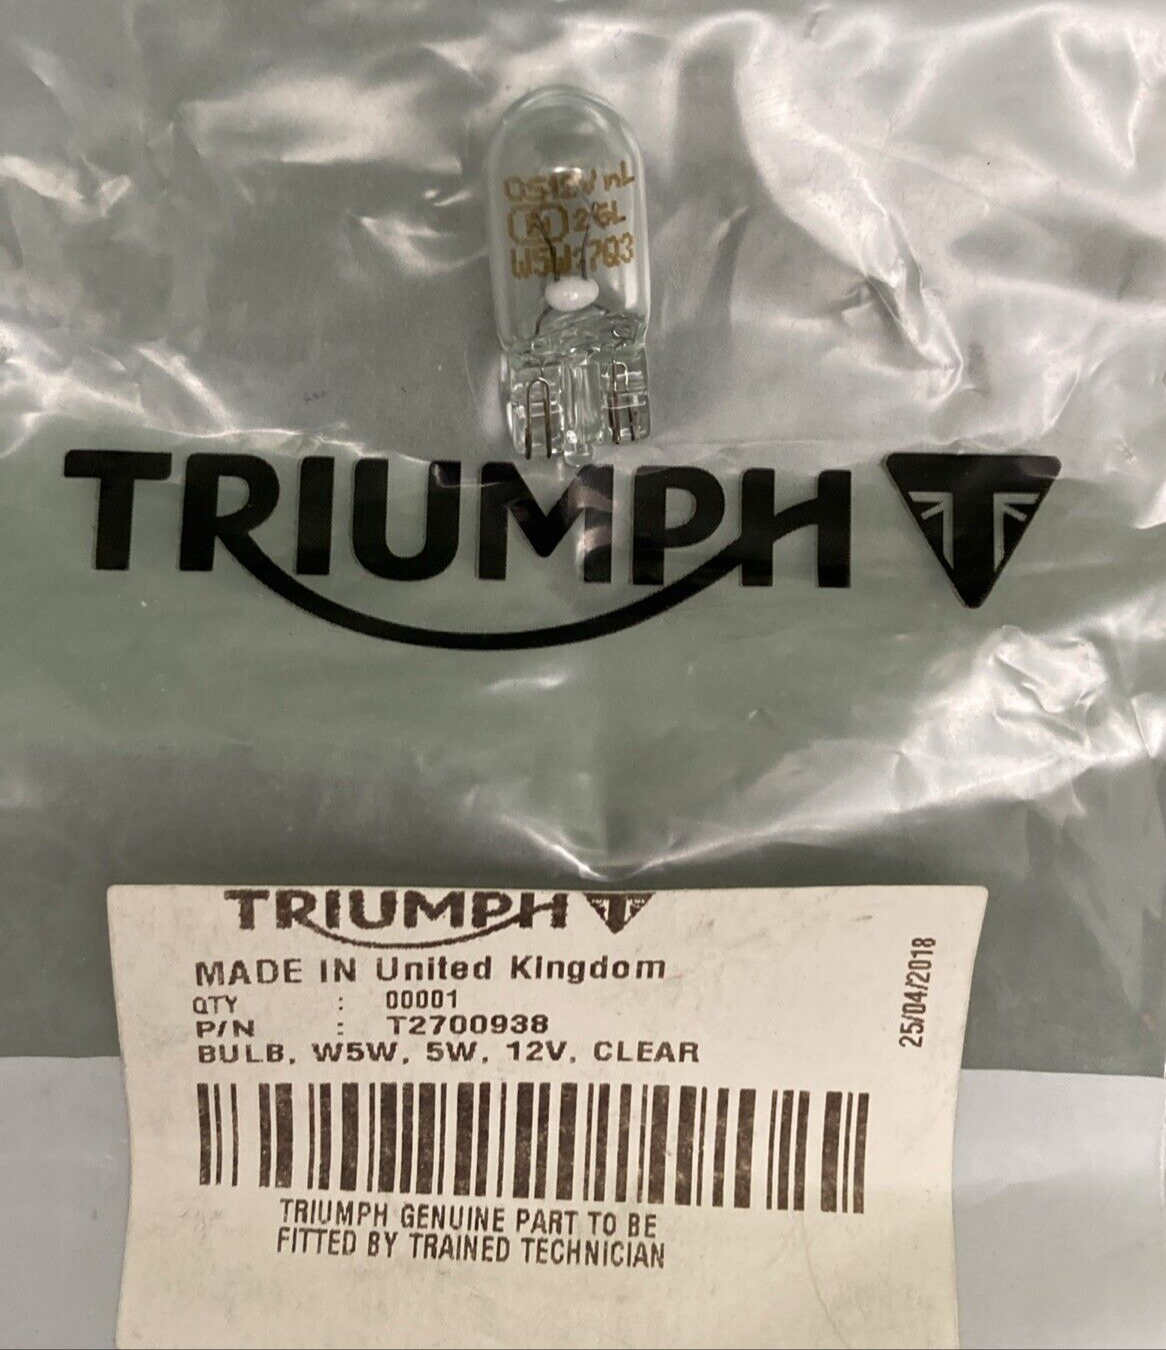 W5W
TRIUMPH
TRIUMPH
MADE IN United Kingdom
QTY : 00001
P/N : T2700938
BULB, W5W, 5W, 12V, CLEAR
25/04/2018
TRIUMPH GENUINE PART TO BE
FITTED BY TRAINED TECHNICIAN